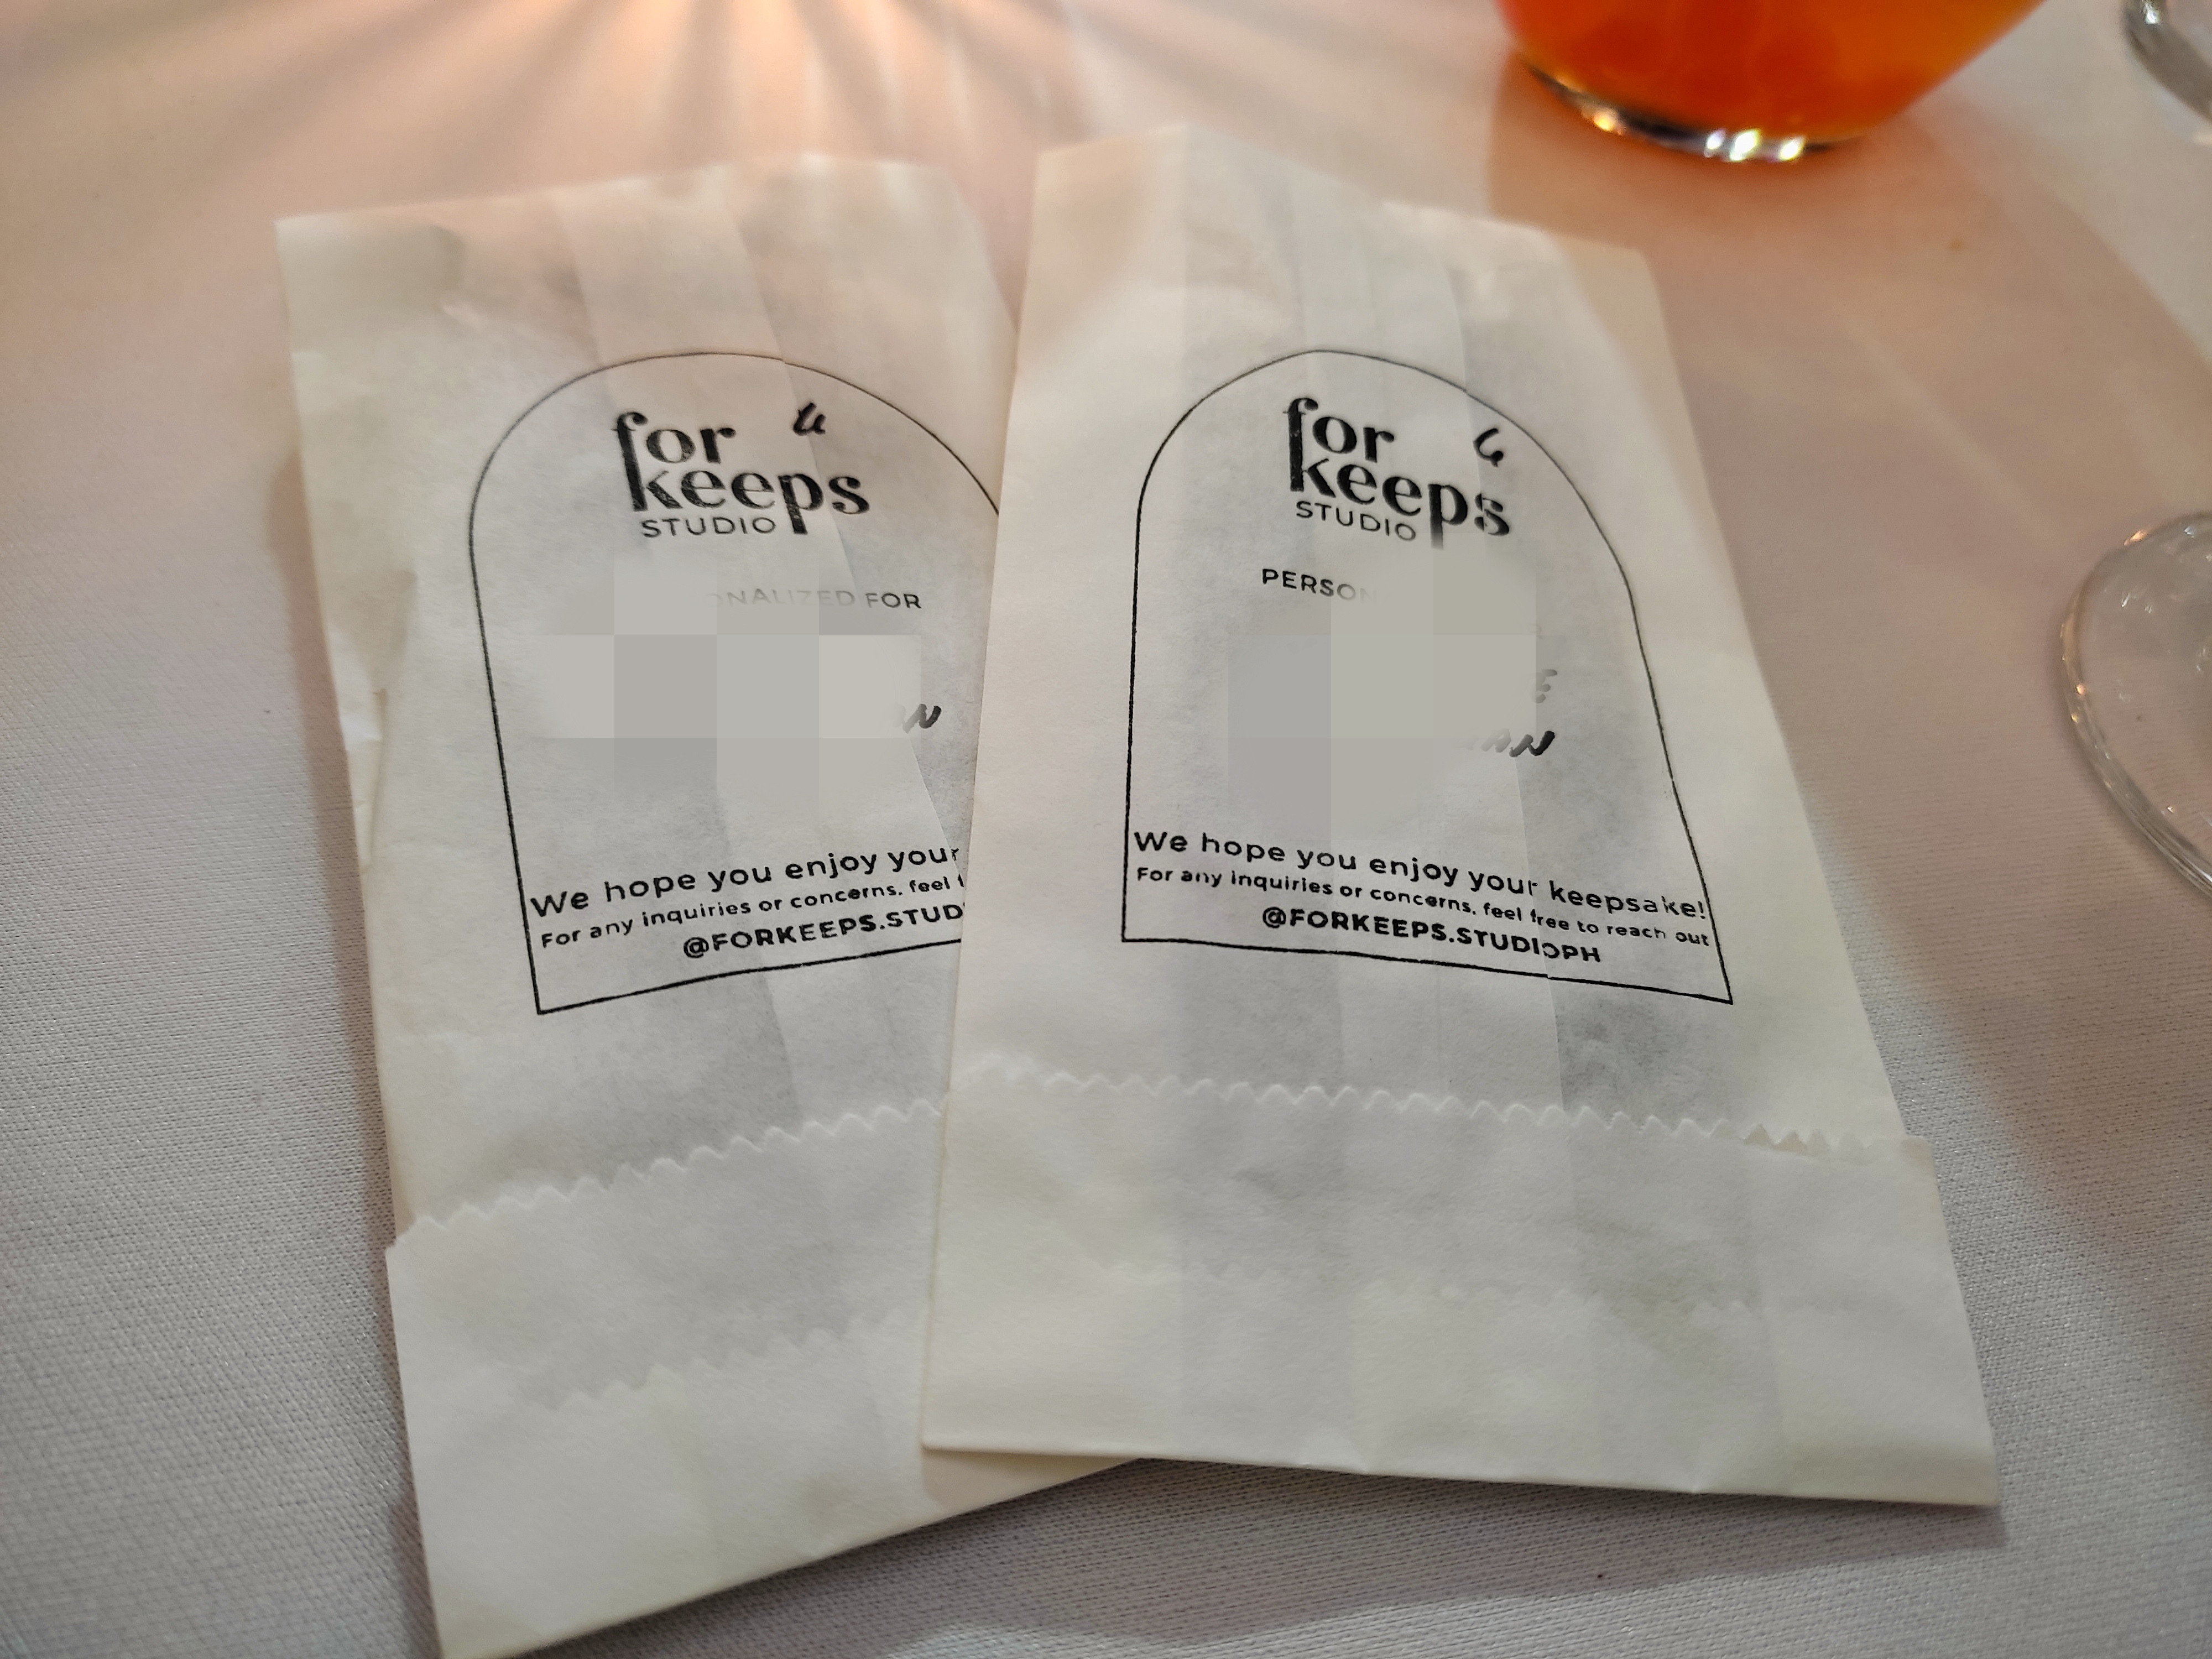 for
keeps
STUDIO
FOR
We hope you enjoy your
For any inquiries or concerns, feel
@FORKEEPS.STUD
for
keeps
STUDIO
We hope you enjoy your keepsake!
For any inquiries or concerns, feel free to reach out
@FORKEEPS.STUDIOPH